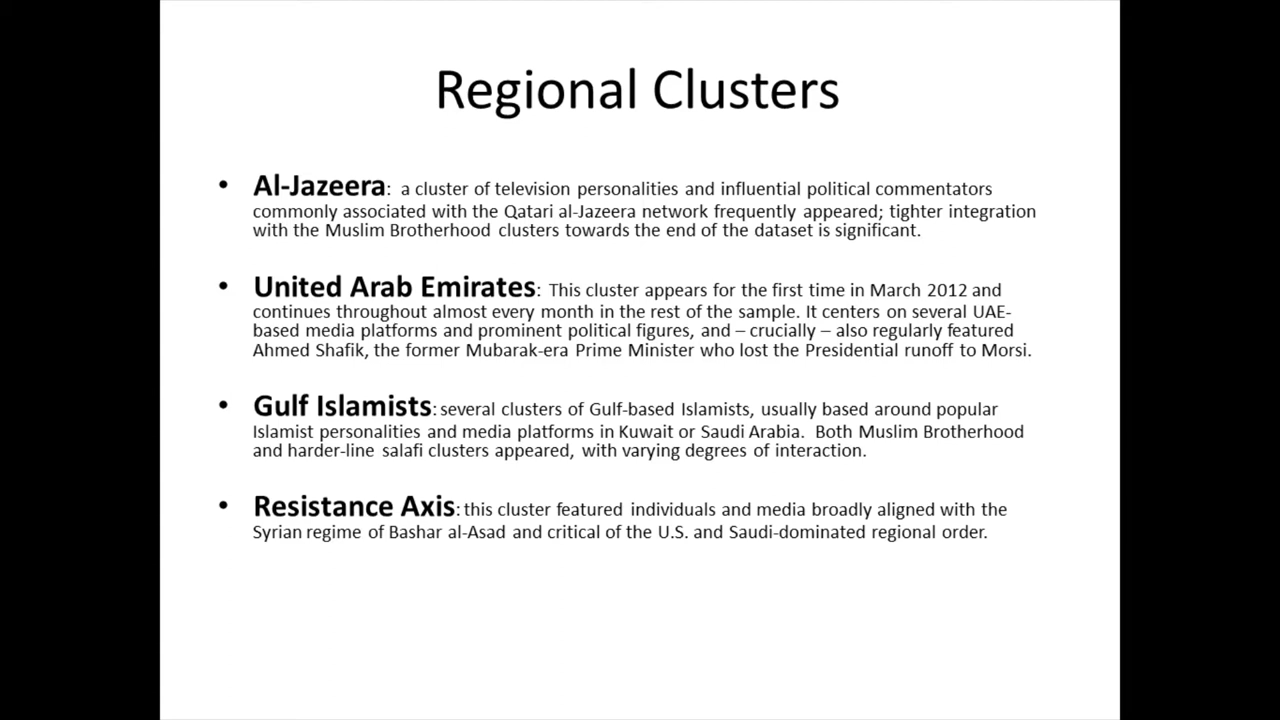 Regional Clusters
• Al-Jazeera: a cluster of television personalities and influential political commentators
commonly associated with the Qatari al-Jazeera network frequently appeared; tighter integration
with the Muslim Brotherhood clusters towards the end of the dataset is significant.
• United Arab Emirates: This cluster appears for the first time in March 2012 and
continues throughout almost every month in the rest of the sample. It centers on several UAE-
based media platforms and prominent political figures, and – crucially – also regularly featured
Ahmed Shafik, the former Mubarak-era Prime Minister who lost the Presidential runoff to Morsi.
• Gulf Islamists: several clusters of Gulf-based Islamists, usually based around popular
Islamist personalities and media platforms in Kuwait or Saudi Arabia. Both Muslim Brotherhood
and harder-line salafi clusters appeared, with varying degrees of interaction.
• Resistance Axis: this cluster featured individuals and media broadly aligned with the
Syrian regime of Bashar al-Asad and critical of the U.S. and Saudi-dominated regional order.